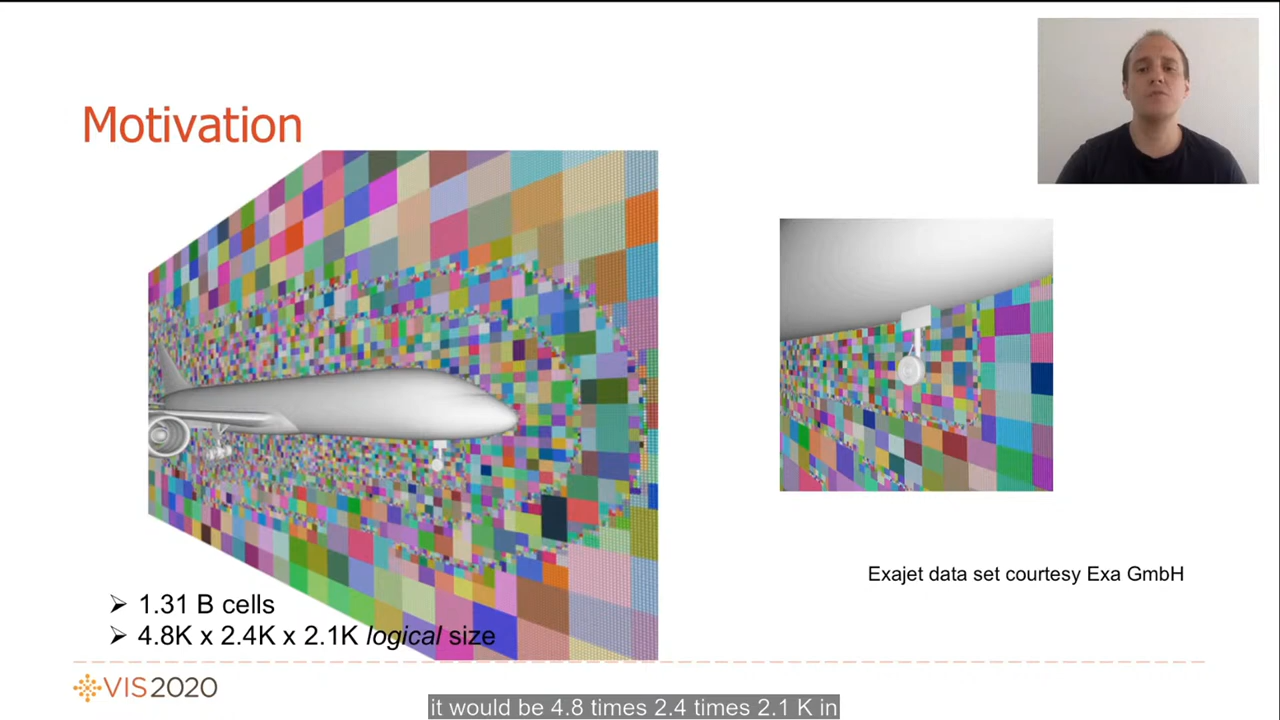 Motivation
➢ 1.31 B cells
➢ 4.8K x 2.4K x 2.1K logical size
Exajet data set courtesy Exa GmbH
VIS2020
it would be 4.8 times 2.4 times 2.1 K in